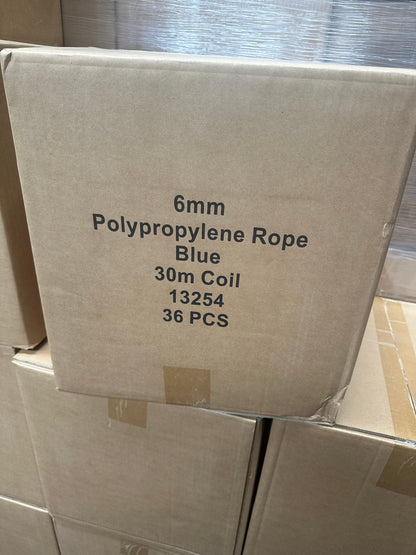 6mm
Polypropylene Rope
Blue
30m Coil
13254
36 PCS